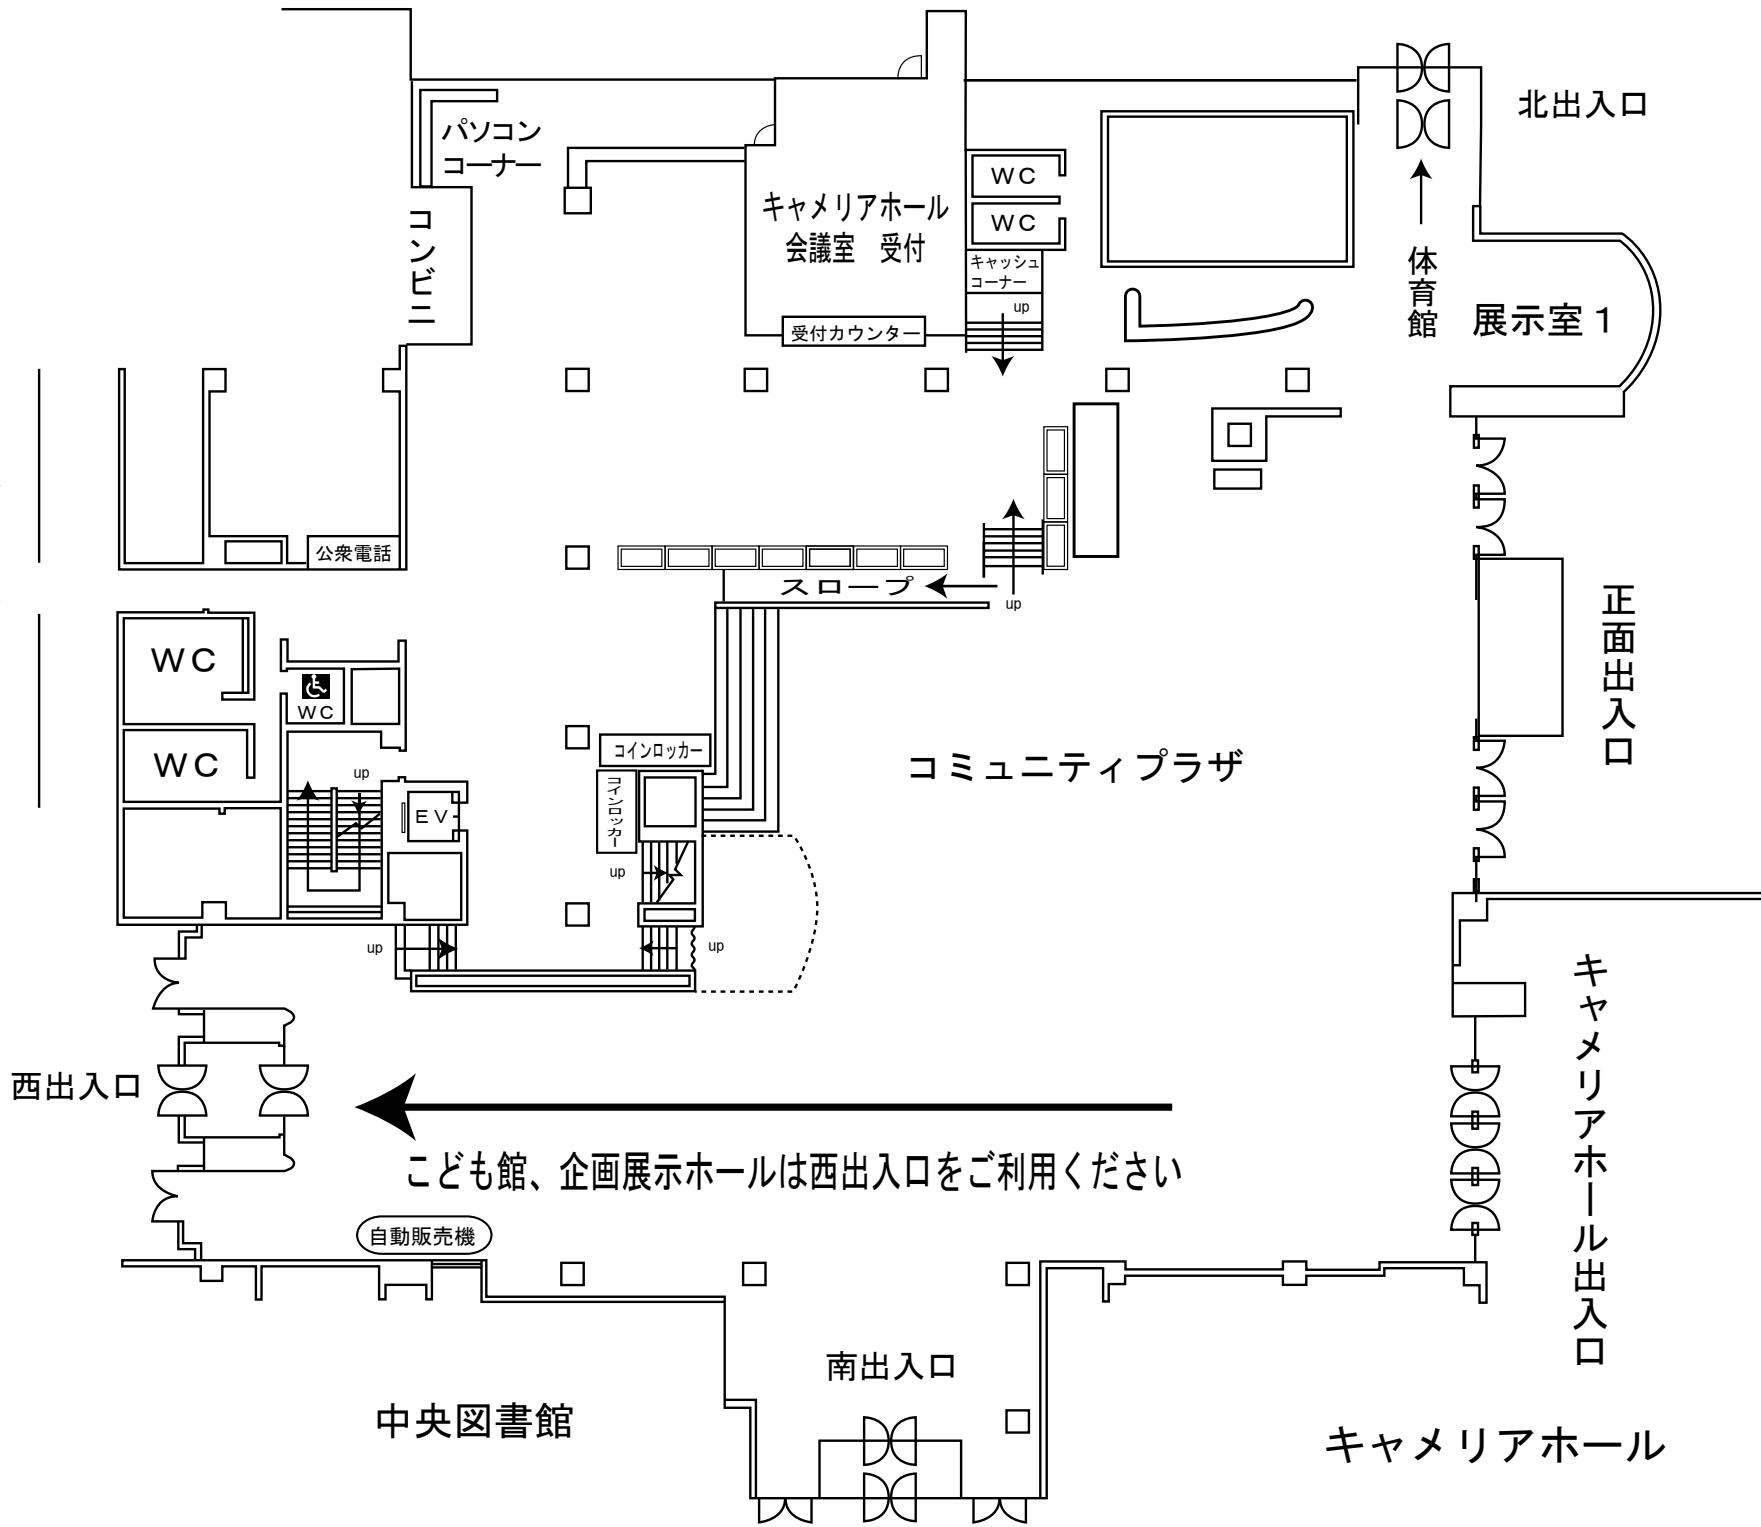 北出入口
パソコン
コーナー
コンビニ
キャメリアホール
会議室　受付
受付カウンター
WC
WC
キャッシュ
コーナー
up
体育館
展示室１
公衆電話
スロープ
up
正面出入口
WC
WC
WC
up
EV
コインロッカー
コインロッカー
up
コミュニティプラザ
up
up
西出入口
こども館、企画展示ホールは西出入口をご利用ください
キャメリアホール出入口
自動販売機
南出入口
中央図書館
キャメリアホール